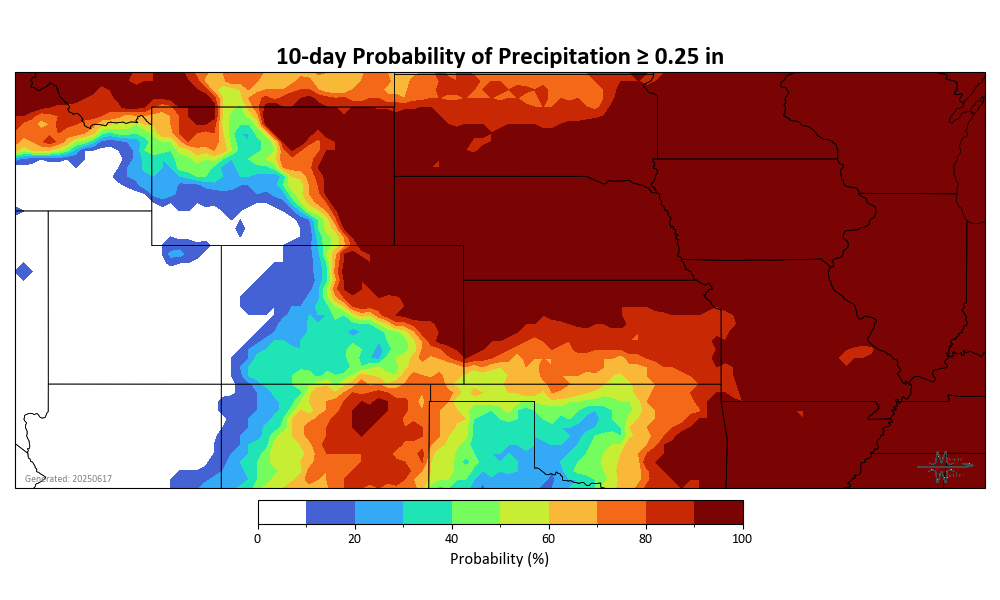 10-day Probability of Precipitation ≥ 0.25 in
Generated: 20250617
0 20 40 60 80 100
Probability (%)